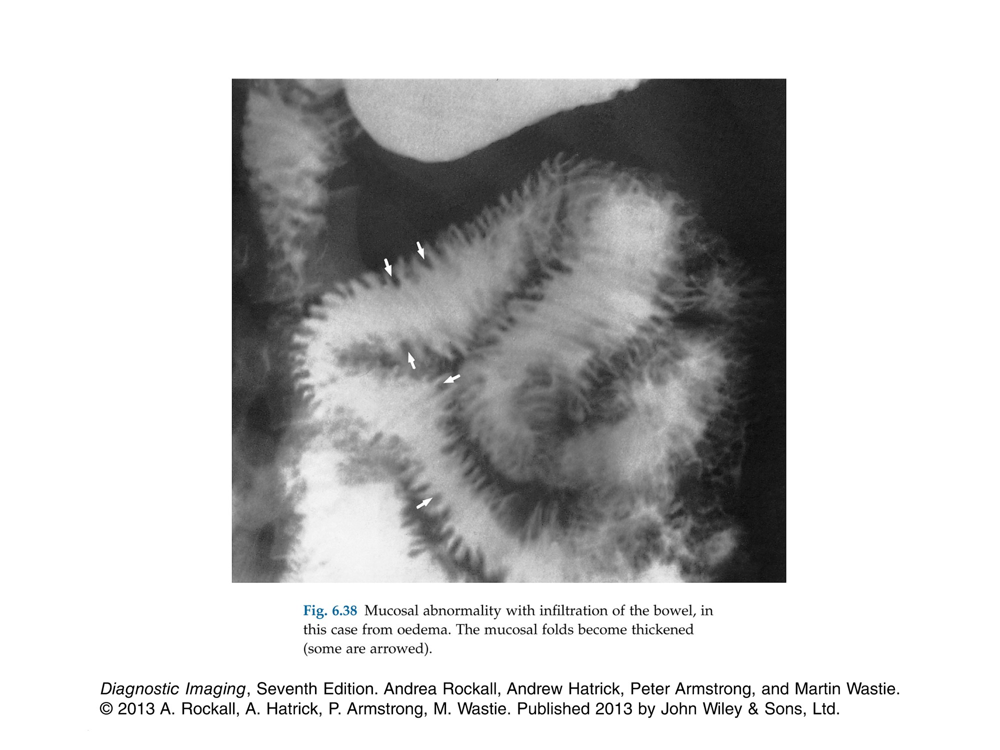 Fig. 6.38 Mucosal abnormality with infiltration of the bowel, in
this case from oedema. The mucosal folds become thickened
(some are arrowed).
Diagnostic Imaging, Seventh Edition. Andrea Rockall, Andrew Hatrick, Peter Armstrong, and Martin Wastie.
© 2013 A. Rockall, A. Hatrick, P. Armstrong, M. Wastie. Published 2013 by John Wiley & Sons, Ltd.